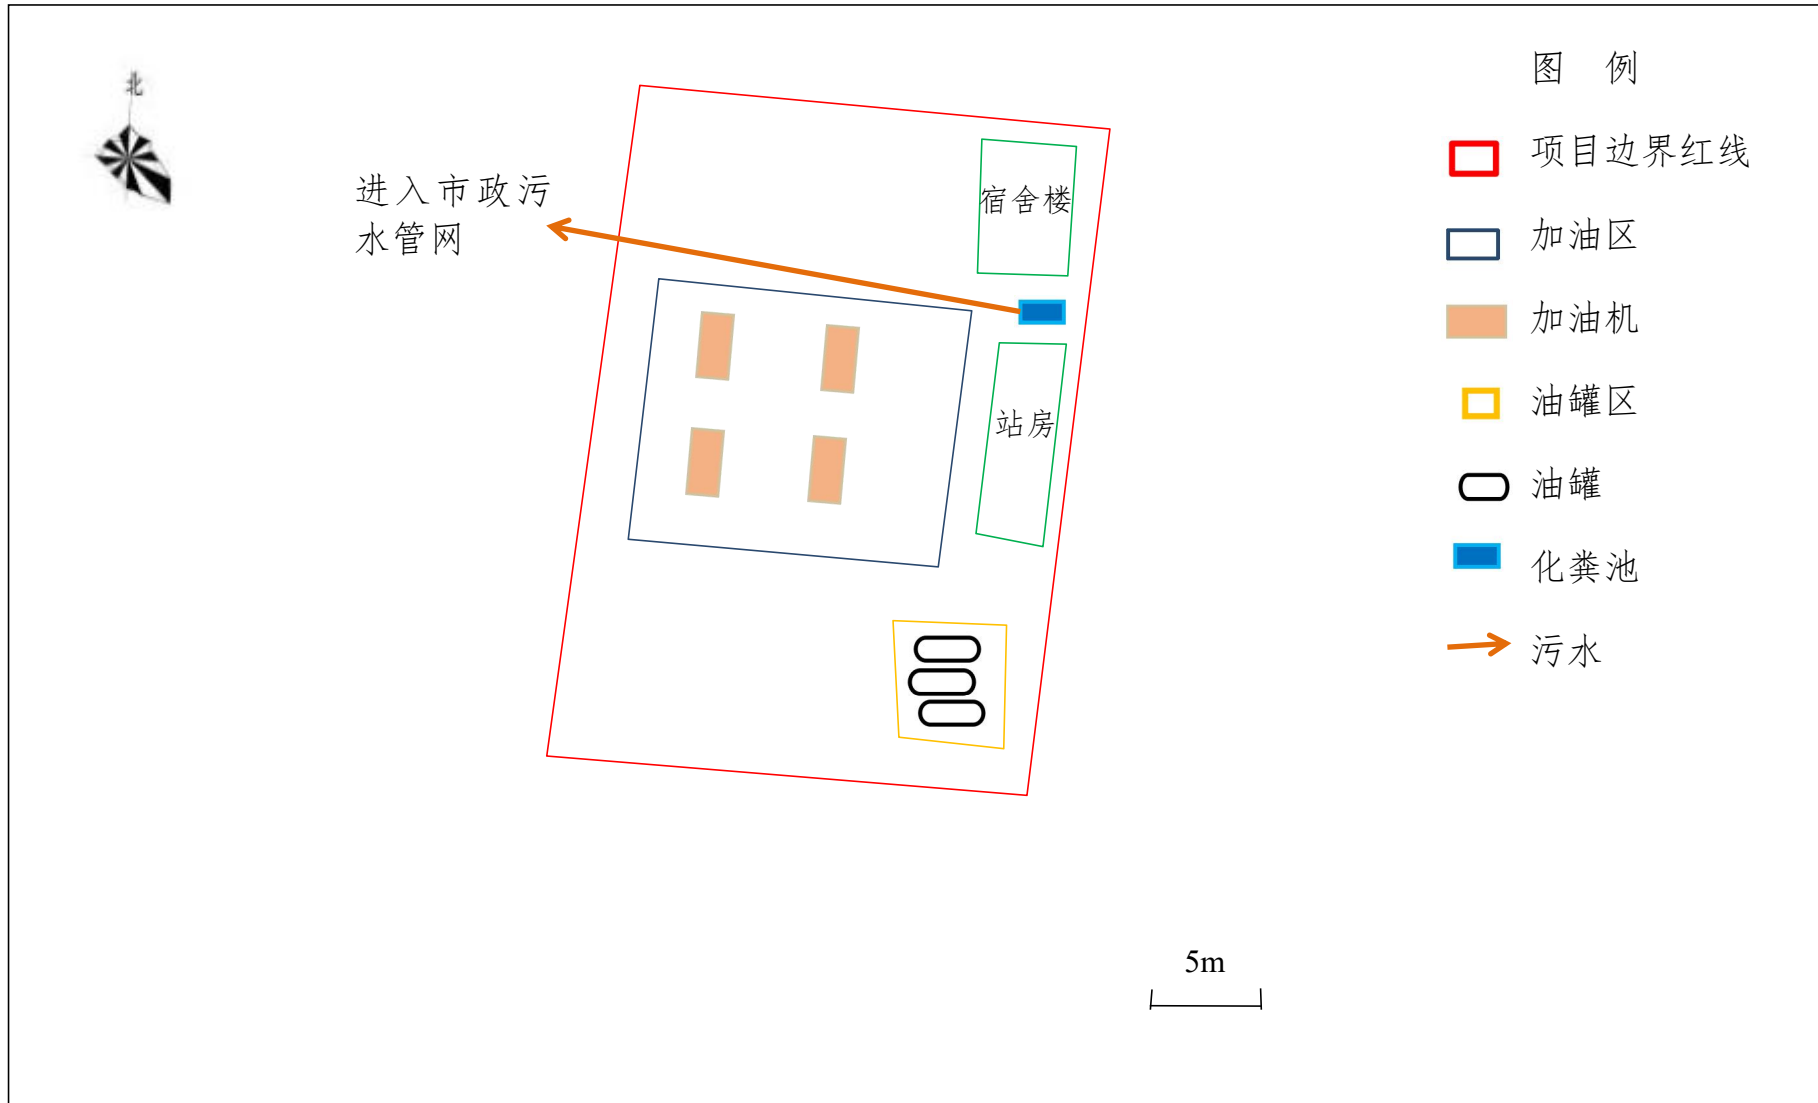 北
进入市政污
水管网
宿舍楼
站房
5m
图 例
项目边界红线
加油区
加油机
油罐区
油罐
化粪池
污水